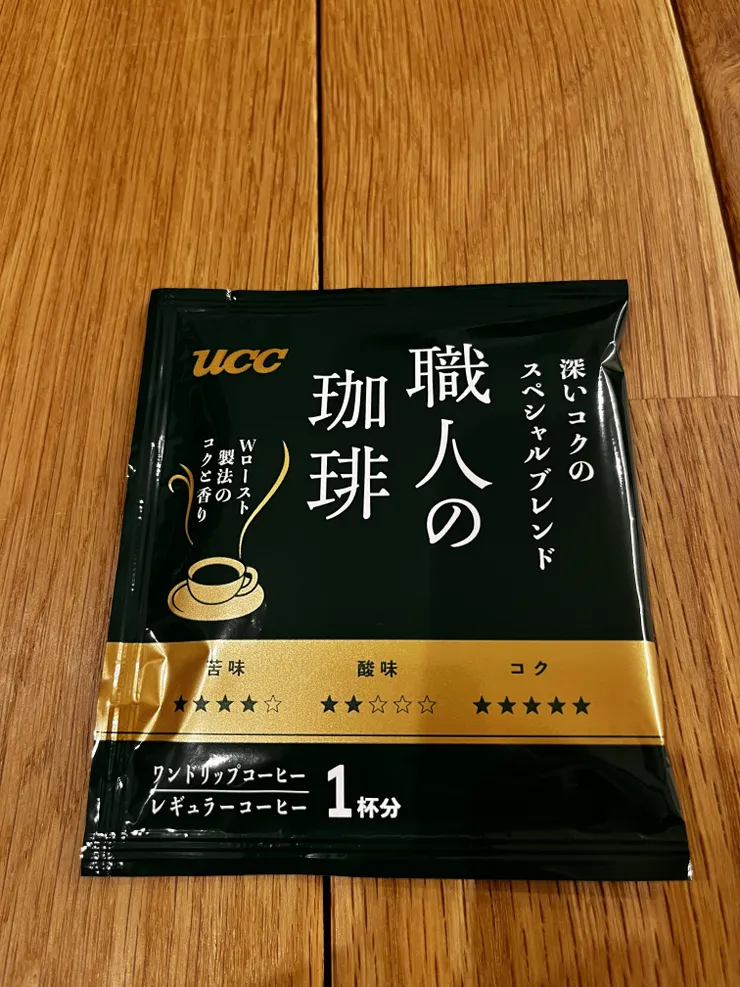 UCC
深いコクの
スペシャルブレンド
職人の
珈琲
Wロースト
製法の
コクと香り
苦味 酸味 コク
★★★★☆ ★★☆☆☆ ★★★★★
ワンドリップコーヒー
レギュラーコーヒー
1杯分